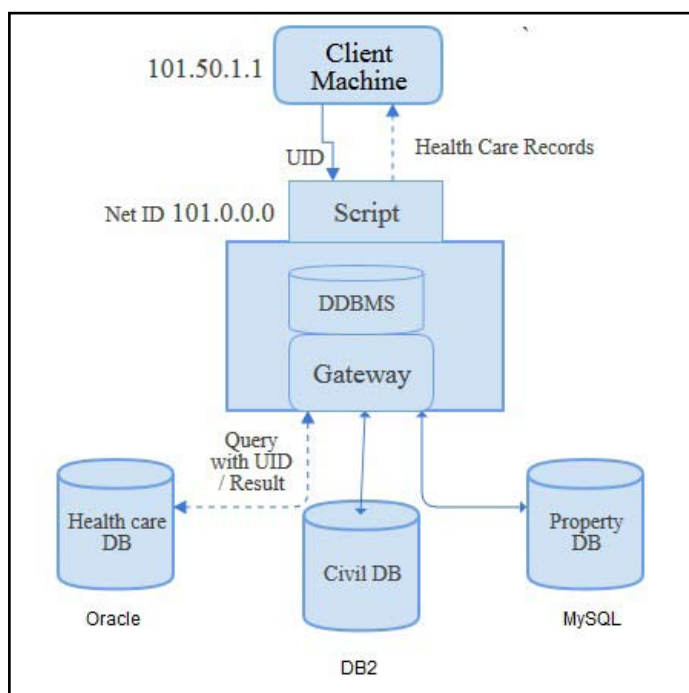 Client
Machine
101.50.1.1
UID
Health Care Records
Net ID 101.0.0.0
Script
DDBMS
Gateway
Query
with UID
/ Result
Health care
DB
Civil DB
Property
DB
Oracle
MySQL
DB2